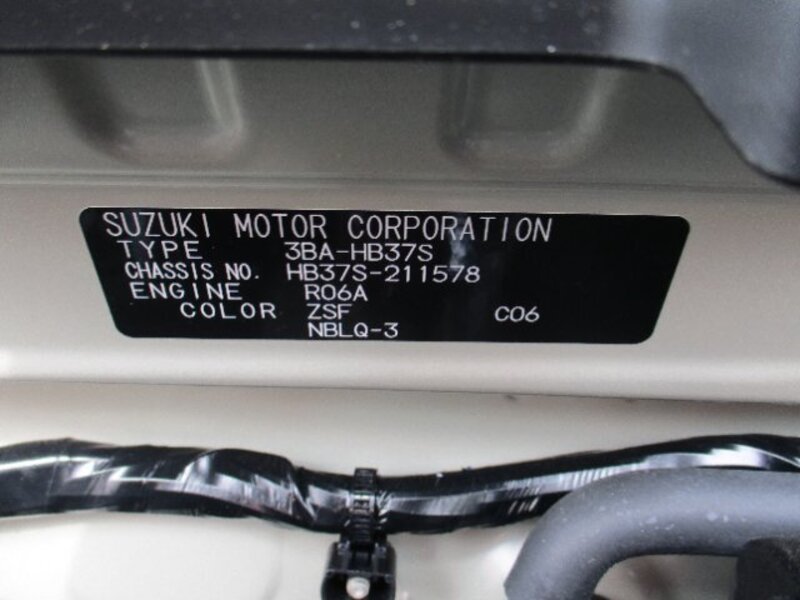 SUZUKI MOTOR CORPORATION
TYPE 3BA-HB37S
CHASSIS NO. HB37S-211578
ENGINE R06A
COLOR ZSF C06
NBLQ-3